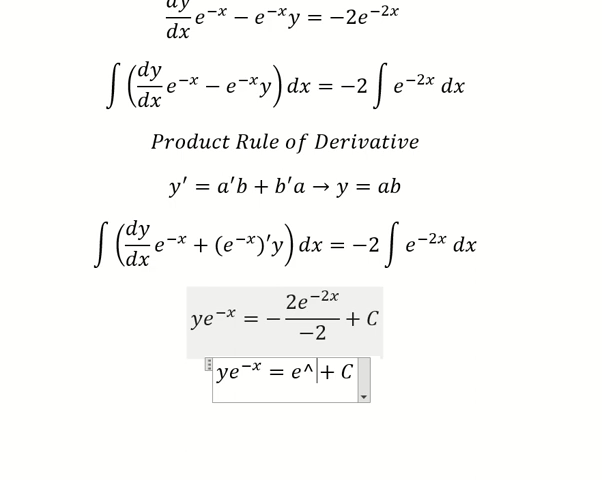 dy/dx e^{-x} − e^{-x}y = −2e^{-2x}
∫ (dy/dx e^{-x} − e^{-x}y) dx = −2 ∫ e^{-2x} dx
Product Rule of Derivative
y′ = a′b + b′a → y = ab
∫ (dy/dx e^{-x} + (e^{-x})′y) dx = −2 ∫ e^{-2x} dx
ye^{-x} = − 2e^{-2x}/−2 + C
ye^{-x} = e^ + C